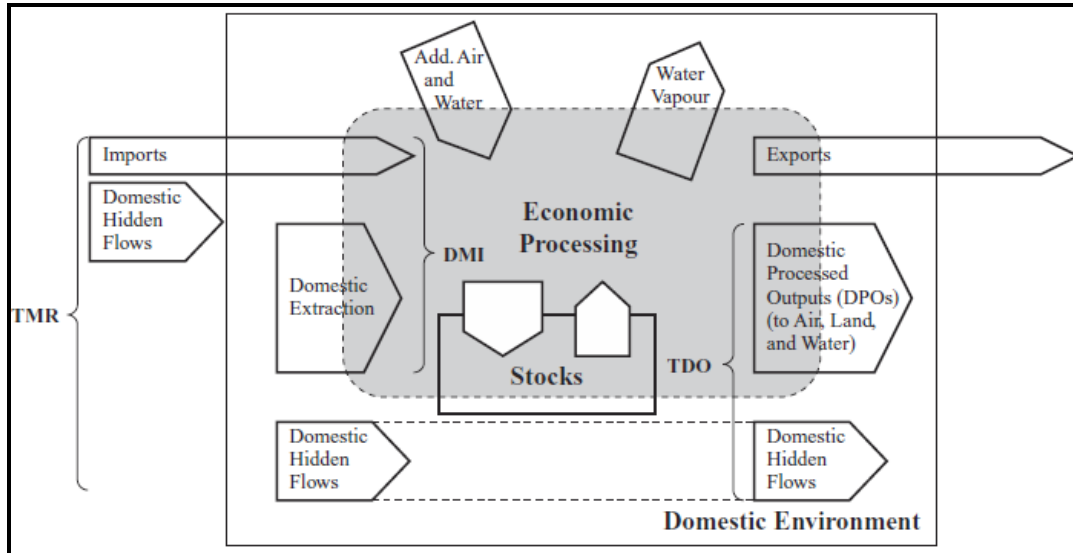 Add. Air
and
Water
Water
Vapour
Imports
Exports
Domestic
Hidden
Flows
Economic
Processing
DMI
Domestic
Extraction
Domestic
Processed
Outputs (DPOs)
(to Air, Land,
and Water)
TMR
TDO
Stocks
Domestic
Hidden
Flows
Domestic
Hidden
Flows
Domestic Environment